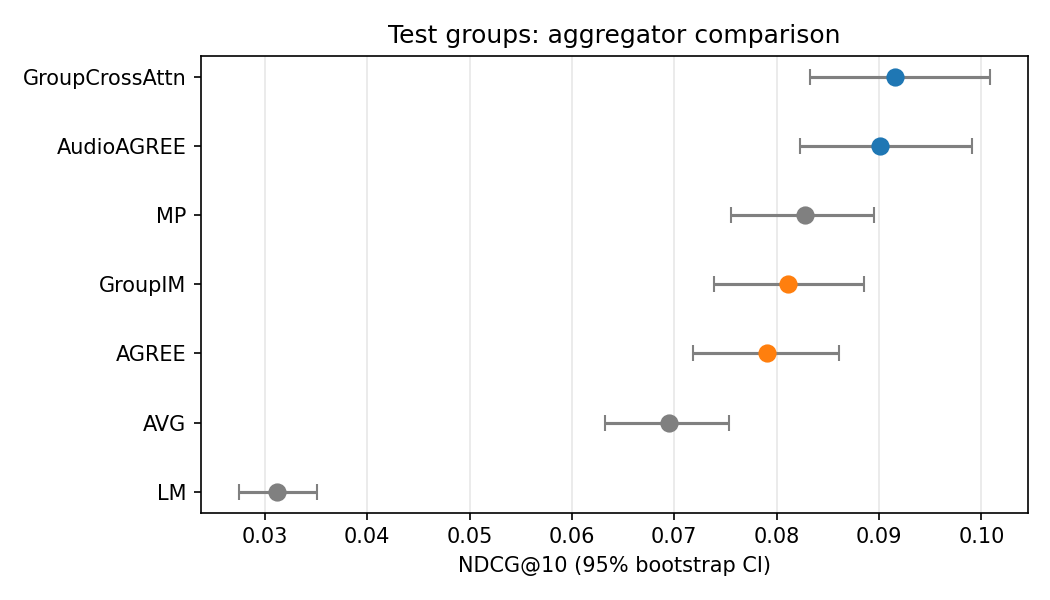 Test groups: aggregator comparison
GroupCrossAttn
AudioAGREE
MP
GroupIM
AGREE
AVG
LM
0.03 0.04 0.05 0.06 0.07 0.08 0.09 0.10
NDCG@10 (95% bootstrap CI)